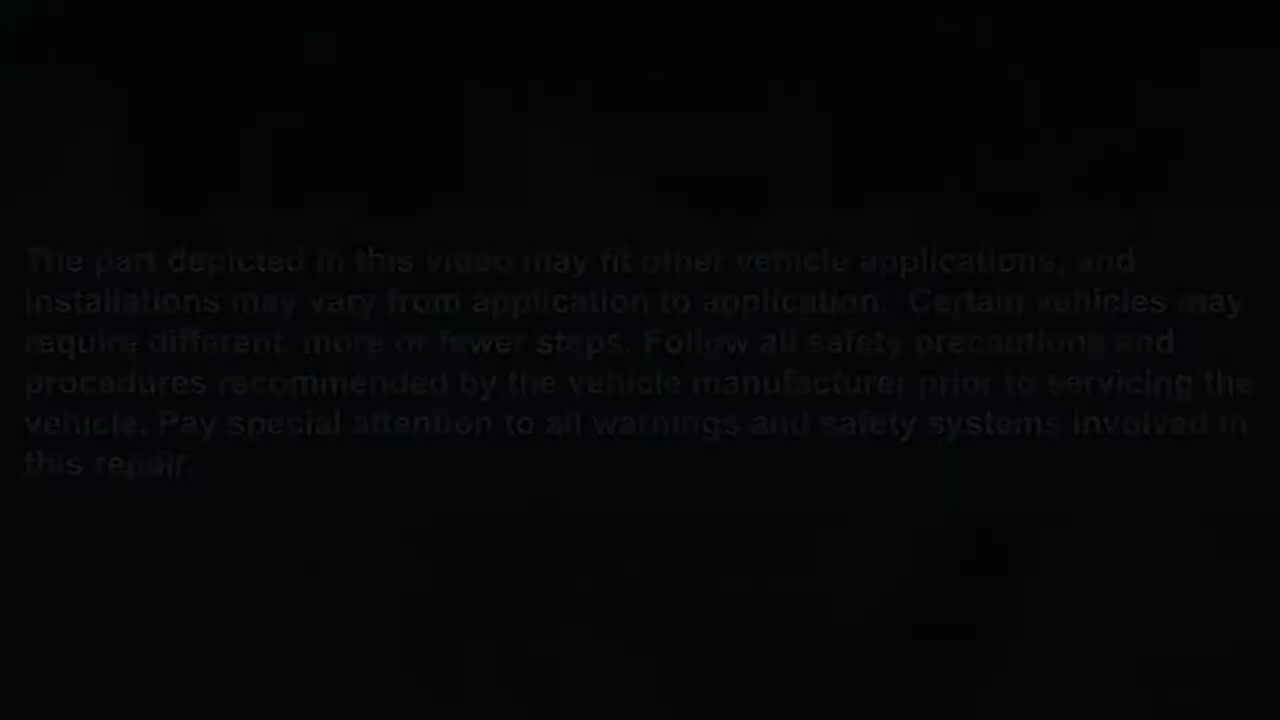 The part depicted in this video may fit other vehicle applications, and
installations may vary from application to application.  Certain vehicles may
require different, more or fewer steps. Follow all safety precautions and
procedures recommended by the vehicle manufacturer prior to servicing the
vehicle. Pay special attention to all warnings and safety systems involved in
this repair.